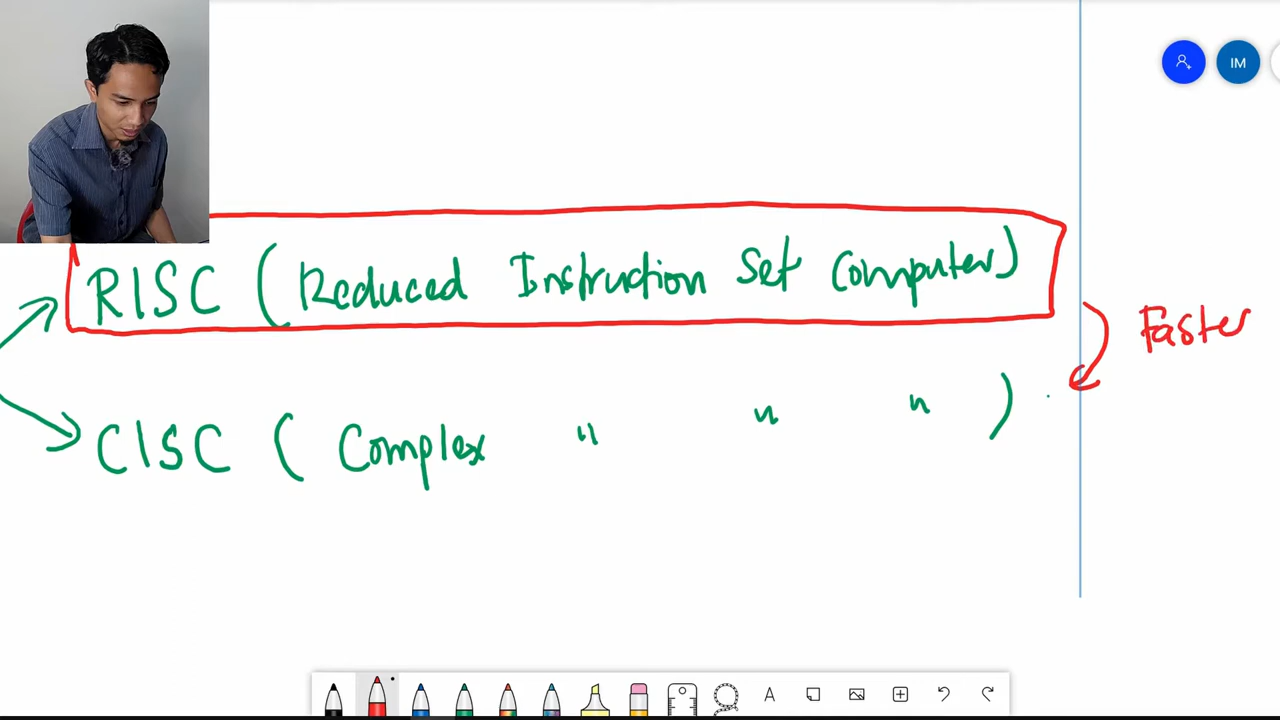 IM
RISC ( Reduced Instruction Set Computer)
Faster
CISC ( Complex " " " )
A